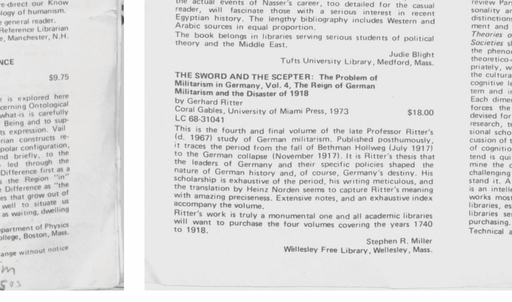 re-direct our Know
logy of humanism.
e general reader.
Reference Librarian
e, Manchester, N.H.
NCE
$9.75
e is explored here
cerning Ontological
what-is is carefully
Being and to sup-
ts expression. Vail
rian constructs re-
polar configuration,
nd briefly, to the
led through the
Difference first as a
s the Region "in"
e Difference as "the
es that grow out of
well to situate us
as waiting, dwelling
partment of Physics
ollege, Boston, Mass.
ange without notice
the actual events of Nasser's career, too detailed for the casual
reader, will fascinate those with a serious interest in recent
Egyptian history. The lengthy bibliography includes Western and
Arabic sources in equal proportion.
The book belongs in libraries serving serious students of political
theory and the Middle East.
Judie Blight
Tufts University Library, Medford, Mass.
THE SWORD AND THE SCEPTER: The Problem of
Militarism in Germany, Vol. 4, The Reign of German
Militarism and the Disaster of 1918
by Gerhard Ritter
Coral Gables, University of Miami Press, 1973 $18.00
LC 68-31041
This is the fourth and final volume of the late Professor Ritter's
(d. 1967) study of German militarism. Published posthumously,
it traces the period from the fall of Bethman Hollweg (July 1917)
to the German collapse (November 1917). It is Ritter's thesis that
the leaders of Germany and their specific policies shaped the
nature of German history and, of course, Germany's destiny. His
scholarship is exhaustive of the period, his writing meticulous, and
the translation by Heinz Norden seems to capture Ritter's meaning
with amazing preciseness. Extensive notes, and an exhaustive index
accompany the volume.
Ritter's work is truly a monumental one and all academic libraries
will want to purchase the four volumes covering the years 1740
to 1918.
Stephen R. Miller
Wellesley Free Library, Wellesley, Mass.
review Par
sonality ar
distinctions
ment and
Theories o
Societies s
the phenor
theoretico-
priately, w
the cultura
cognitive le
tern and i
Each dimer
forces the
devised for
research, t
sional scho
cussion of
of cognitio
tend is qui
mine the c
challenging
stand it. A
is an intelle
works most
libraries, es
libraries se
purchasing.
Technical a